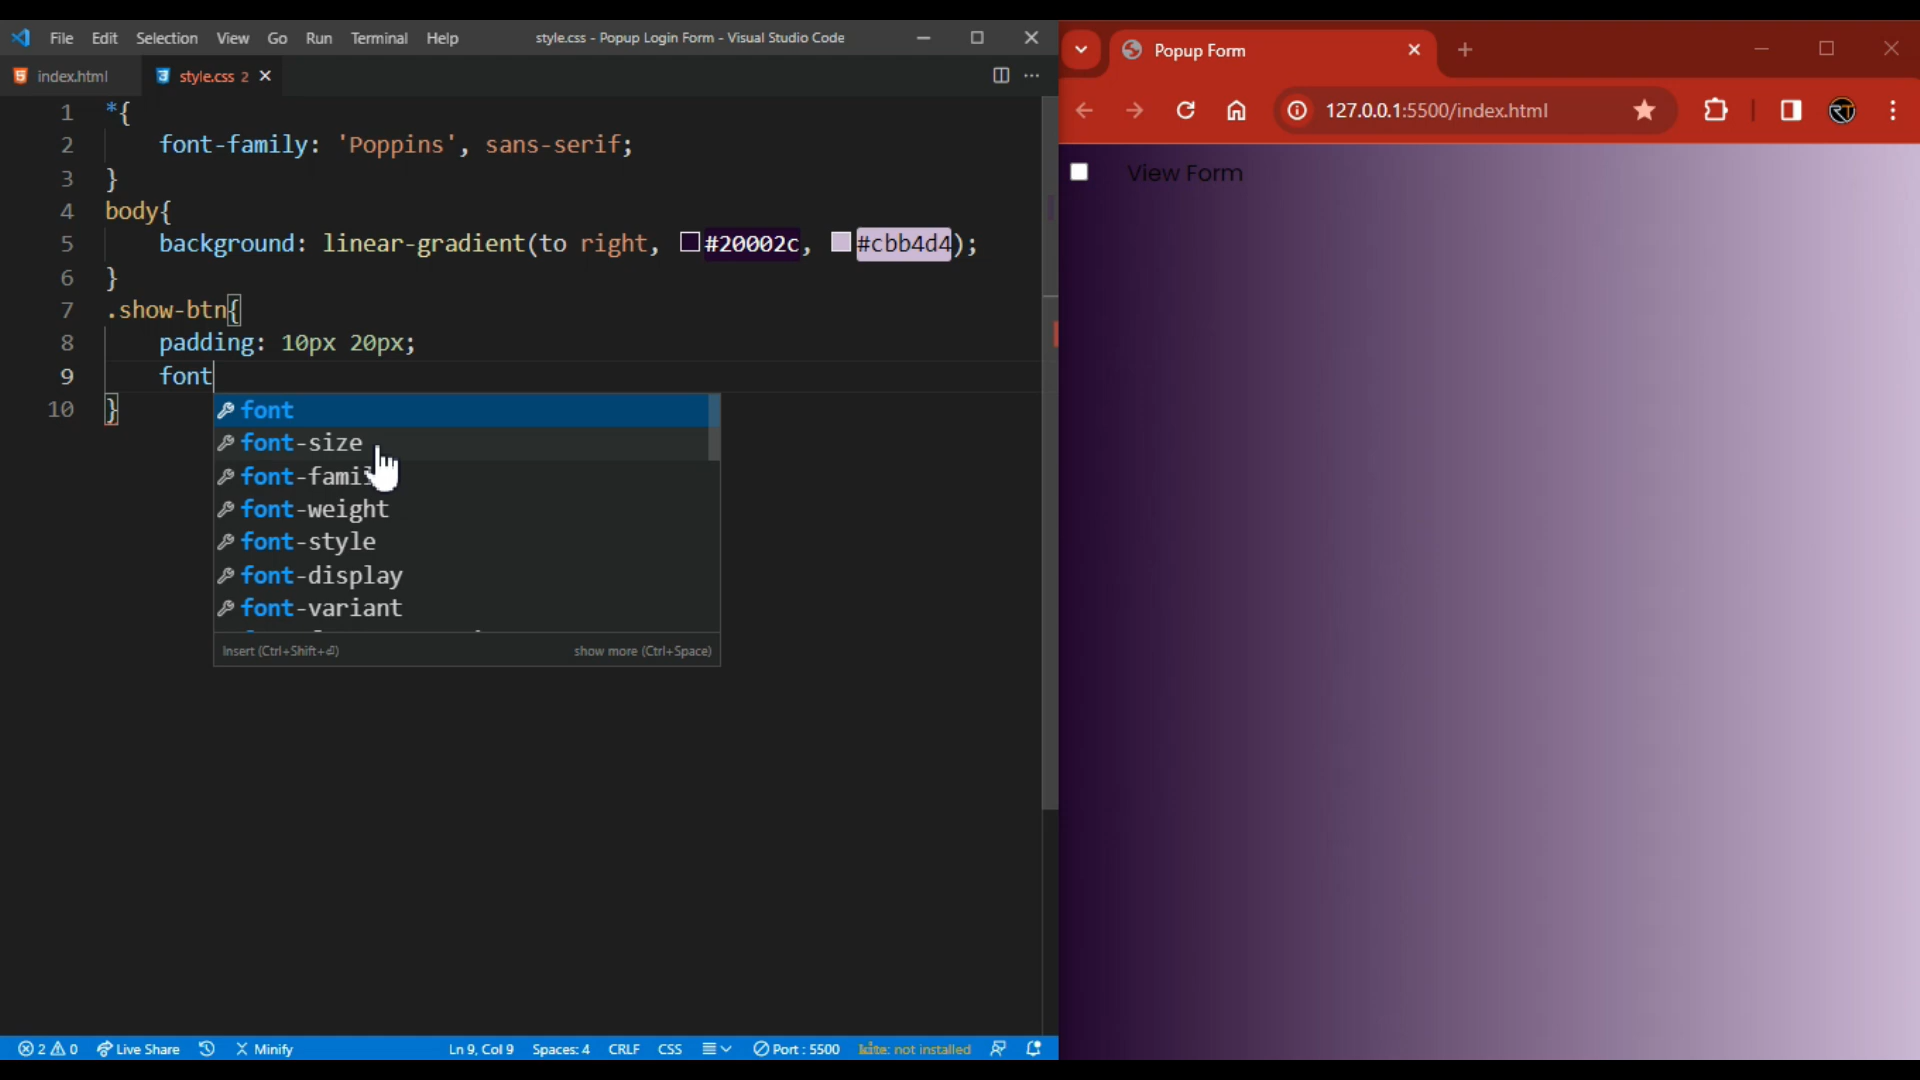 File Edit Selection View Go Run Terminal Help style.css - Popup Login Form - Visual Studio Code
index.html style.css 2
1 *{
2 font-family: 'Poppins', sans-serif;
3 }
4 body{
5 background: linear-gradient(to right, #20002c, #cbb4d4);
6 }
7 .show-btn{
8 padding: 10px 20px;
9 font
10 }
font
font-size
font-family
font-weight
font-style
font-display
font-variant
Insert (Ctrl+Shift+⏎) show more (Ctrl+Space)
2 0 Live Share Minify Ln 9, Col 9 Spaces: 4 CRLF CSS Port : 5500 kite: not installed
Popup Form
127.0.0.1:5500/index.html
RT
View Form